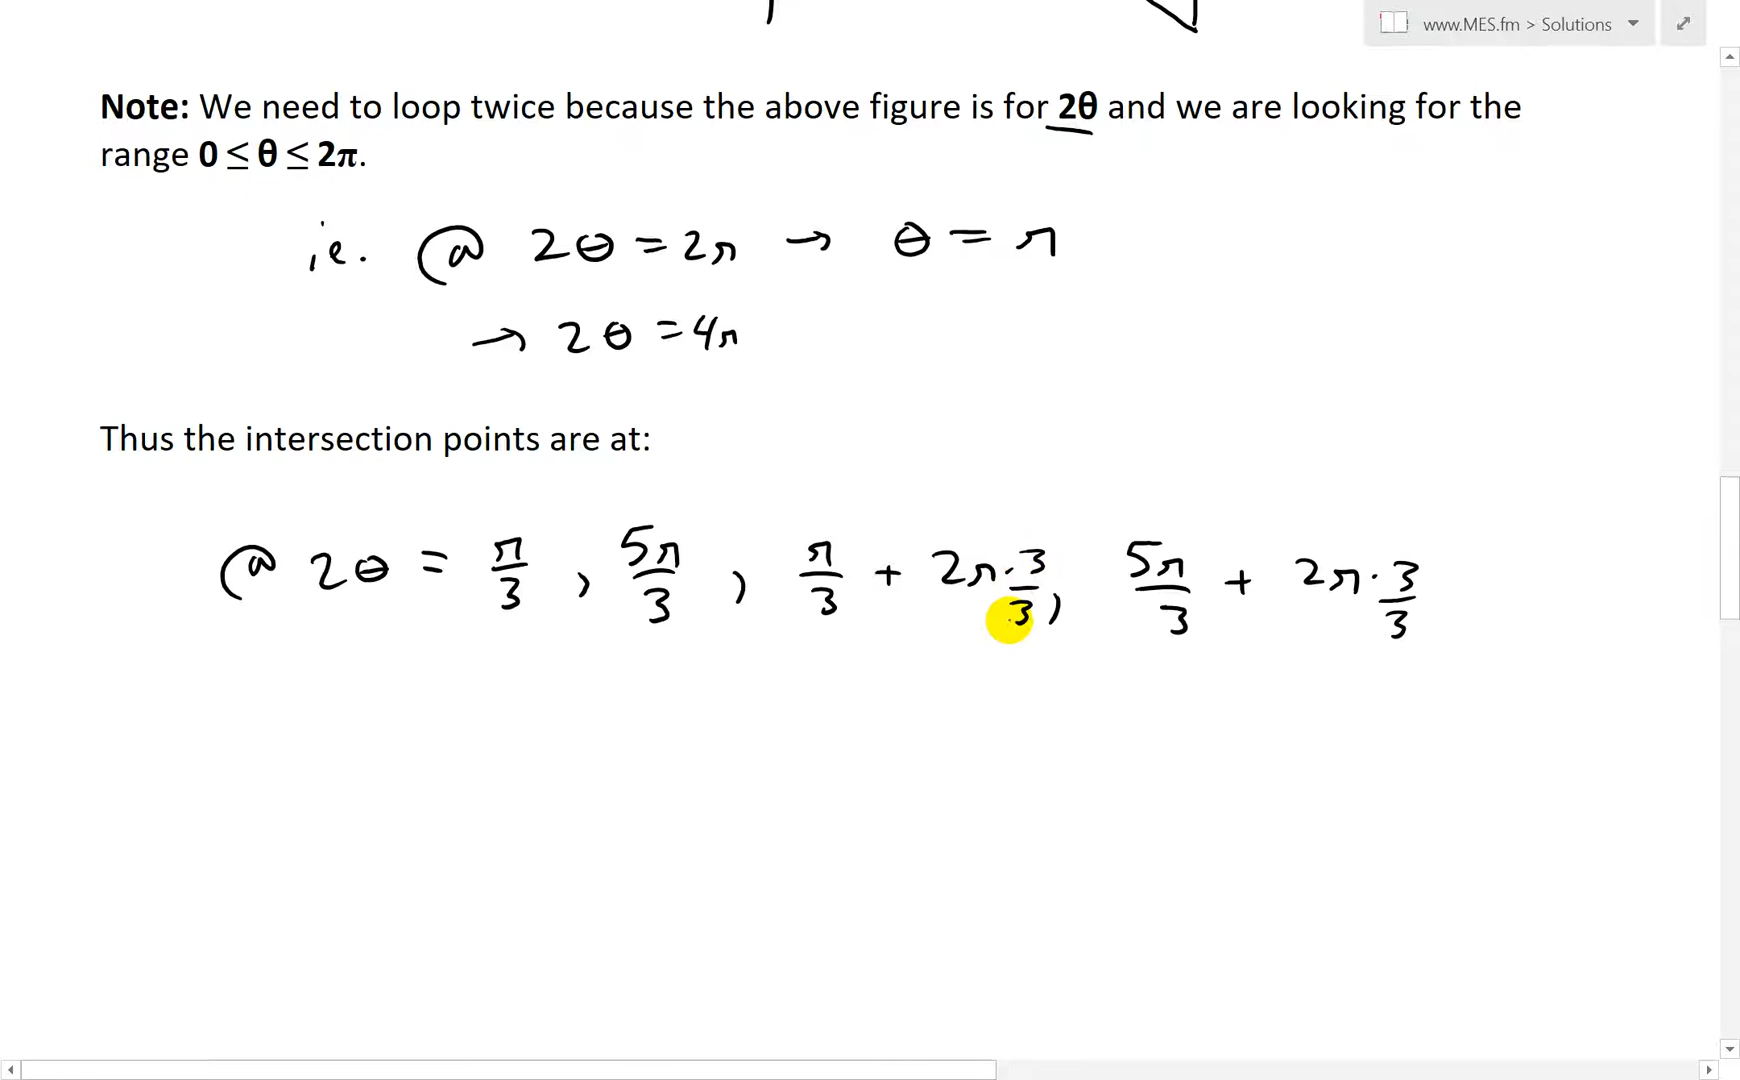 www.MES.fm > Solutions
Note: We need to loop twice because the above figure is for 2θ and we are looking for the
range 0 ≤ θ ≤ 2π.
i.e. @ 2θ = 2π → θ = π
→ 2θ = 4π
Thus the intersection points are at:
@ 2θ = π/3 , 5π/3 , π/3 + 2π·3/3, 5π/3 + 2π·3/3